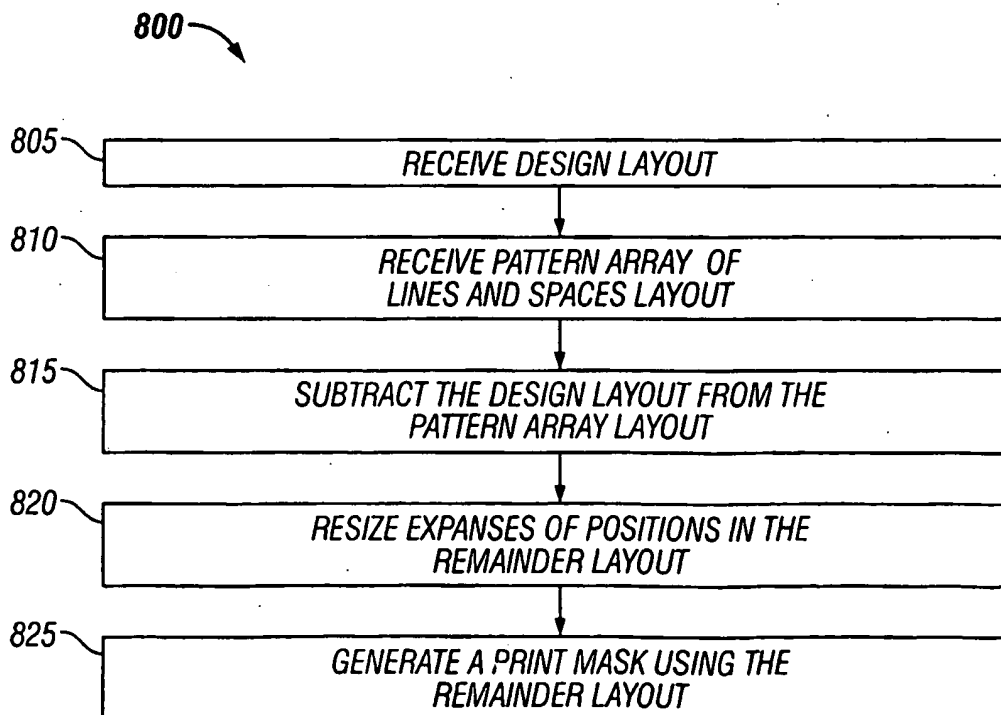 800
805
RECEIVE DESIGN LAYOUT
810
RECEIVE PATTERN ARRAY OF
LINES AND SPACES LAYOUT
815
SUBTRACT THE DESIGN LAYOUT FROM THE
PATTERN ARRAY LAYOUT
820
RESIZE EXPANSES OF POSITIONS IN THE
REMAINDER LAYOUT
825
GENERATE A PRINT MASK USING THE
REMAINDER LAYOUT